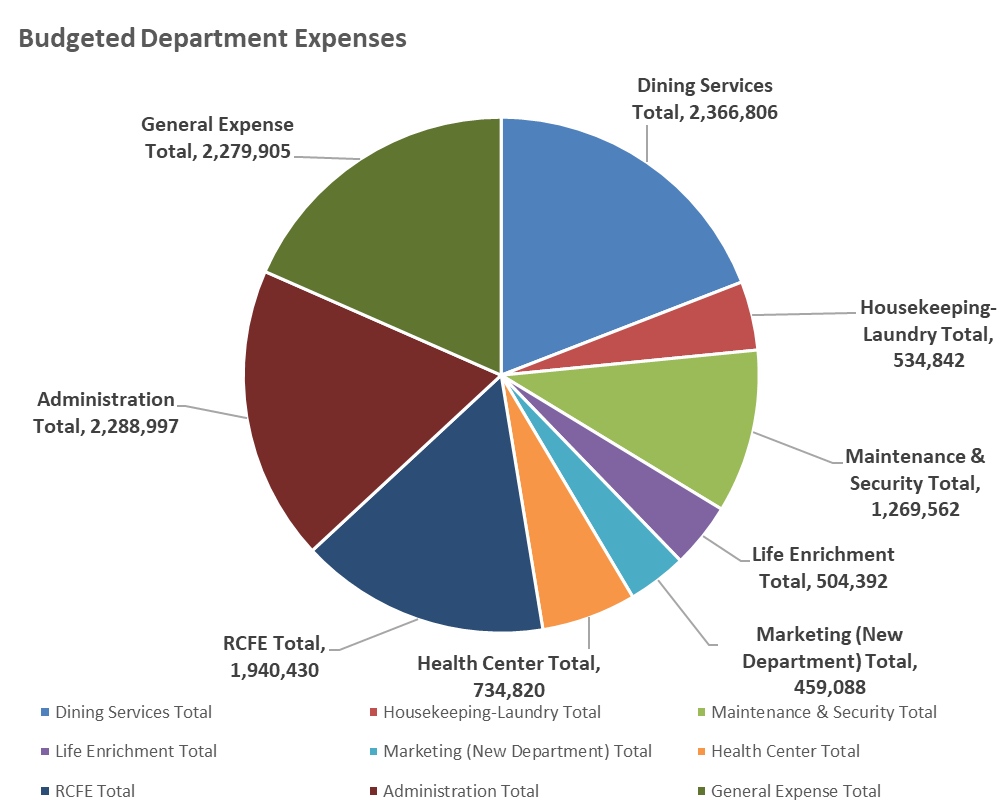 Budgeted Department Expenses
Dining Services
Total, 2,366,806
General Expense
Total, 2,279,905
Housekeeping-
Laundry Total,
534,842
Administration
Total, 2,288,997
Maintenance &
Security Total,
1,269,562
Life Enrichment
Total, 504,392
Marketing (New
Department) Total,
459,088
RCFE Total,
1,940,430
Health Center Total,
734,820
Dining Services Total
Housekeeping-Laundry Total
Maintenance & Security Total
Life Enrichment Total
Marketing (New Department) Total
Health Center Total
RCFE Total
Administration Total
General Expense Total